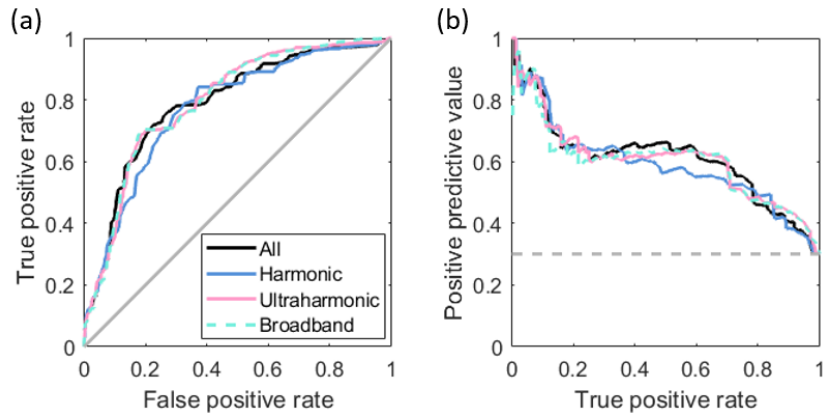 (a)
True positive rate
1
0.8
0.6
0.4
0.2
0
0 0.2 0.4 0.6 0.8 1
False positive rate
All
Harmonic
Ultraharmonic
Broadband
(b)
Positive predictive value
1
0.8
0.6
0.4
0.2
0
0 0.2 0.4 0.6 0.8 1
True positive rate